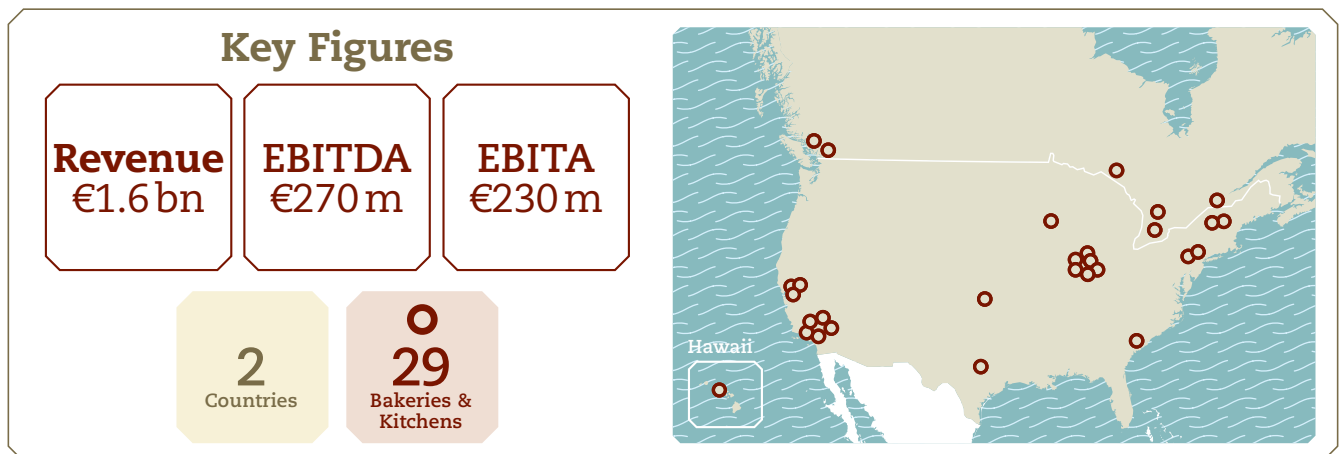 Key Figures
Revenue
€1.6 bn
EBITDA
€270 m
EBITA
€230 m
2
Countries
29
Bakeries &
Kitchens
Hawaii